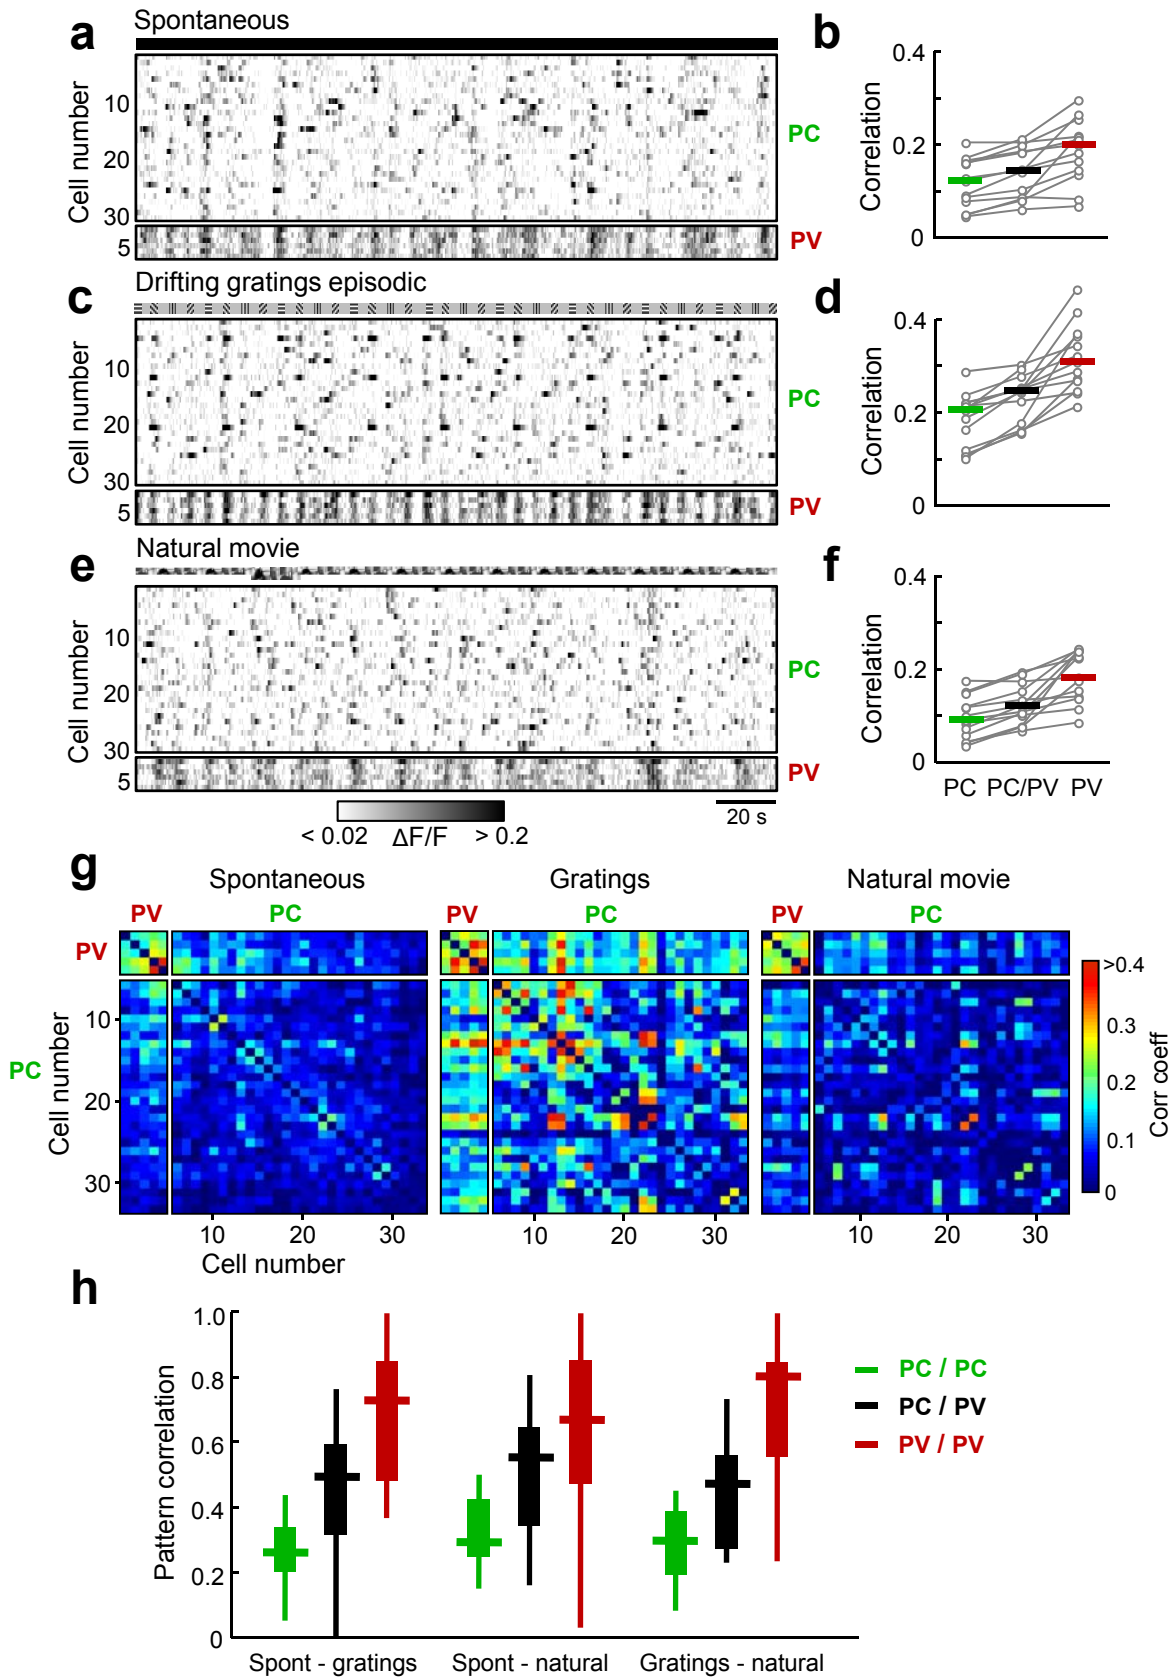 a Spontaneous
Cell number
10
20
30
5
PC
PV
b
Correlation
0.4
0.2
0
c Drifting gratings episodic
Cell number
10
20
30
5
PC
PV
d
Correlation
0.4
0.2
0
e Natural movie
Cell number
10
20
30
5
PC
PV
< 0.02 ΔF/F > 0.2
20 s
f
Correlation
0.4
0.2
0
PC PC/PV PV
g
Spontaneous Gratings Natural movie
PV PC PV PC PV PC
PV
PC
Cell number
10
20
30
10 20 30 10 20 30 10 20 30
Cell number
>0.4
0.3
0.2
0.1
0
Corr coeff
h
Pattern correlation
1.0
0.8
0.6
0.4
0.2
0
Spont - gratings Spont - natural Gratings - natural
PC / PC
PC / PV
PV / PV